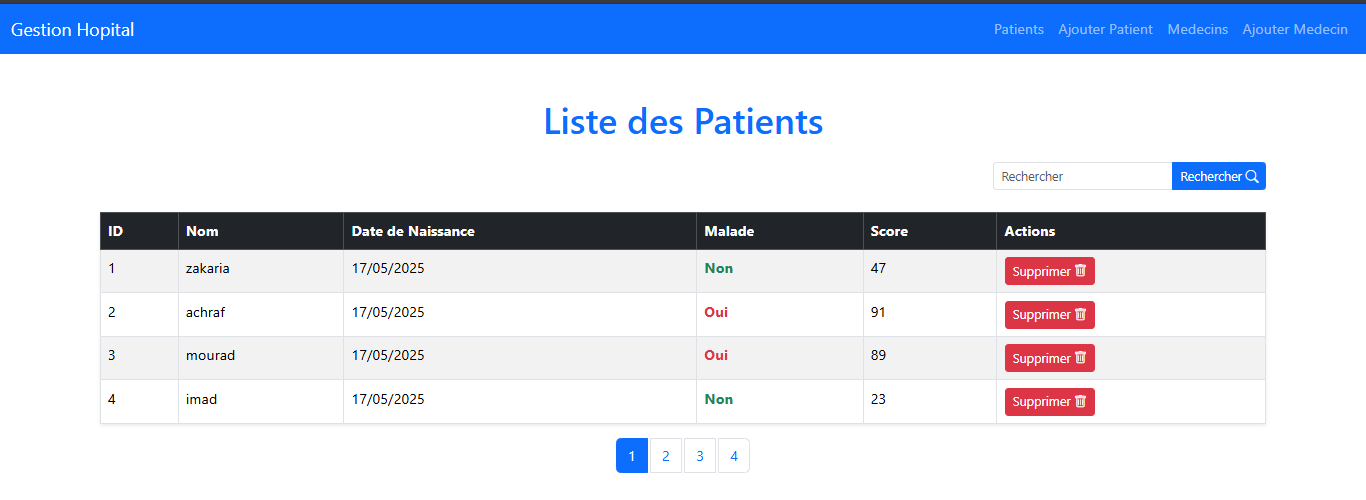 Gestion Hopital Patients Ajouter Patient Medecins Ajouter Medecin
Liste des Patients
Rechercher Rechercher
ID Nom Date de Naissance Malade Score Actions
1 zakaria 17/05/2025 Non 47 Supprimer
2 achraf 17/05/2025 Oui 91 Supprimer
3 mourad 17/05/2025 Oui 89 Supprimer
4 imad 17/05/2025 Non 23 Supprimer
1 2 3 4